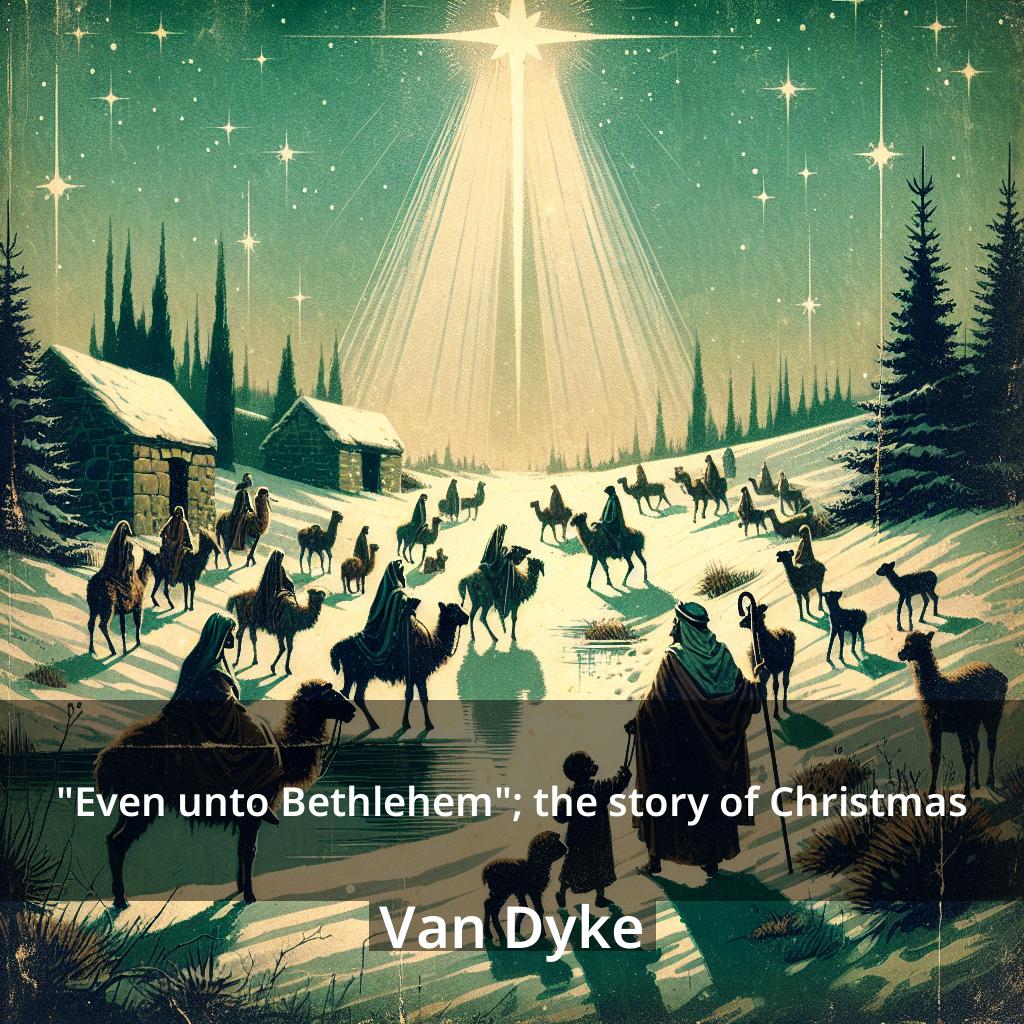 "Even unto Bethlehem"; the story of Christmas
Van Dyke